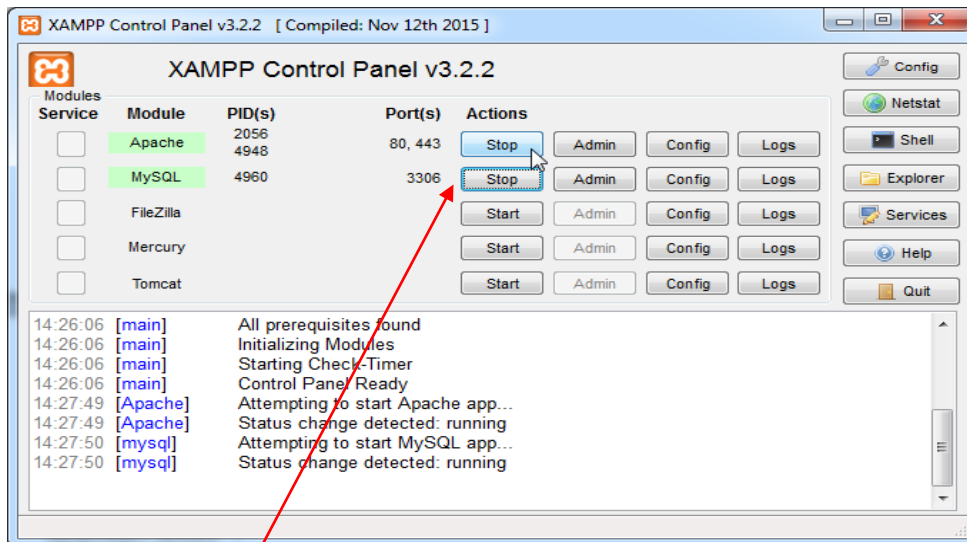 XAMPP Control Panel v3.2.2 [ Compiled: Nov 12th 2015 ]
XAMPP Control Panel v3.2.2
Modules
Service Module PID(s) Port(s) Actions
Apache 2056 4948 80, 443 Stop Admin Config Logs
MySQL 4960 3306 Stop Admin Config Logs
FileZilla Start Admin Config Logs
Mercury Start Admin Config Logs
Tomcat Start Admin Config Logs
Config
Netstat
Shell
Explorer
Services
Help
Quit
14:26:06 [main] All prerequisites found
14:26:06 [main] Initializing Modules
14:26:06 [main] Starting Check-Timer
14:26:06 [main] Control Panel Ready
14:27:49 [Apache] Attempting to start Apache app...
14:27:49 [Apache] Status change detected: running
14:27:50 [mysql] Attempting to start MySQL app...
14:27:50 [mysql] Status change detected: running